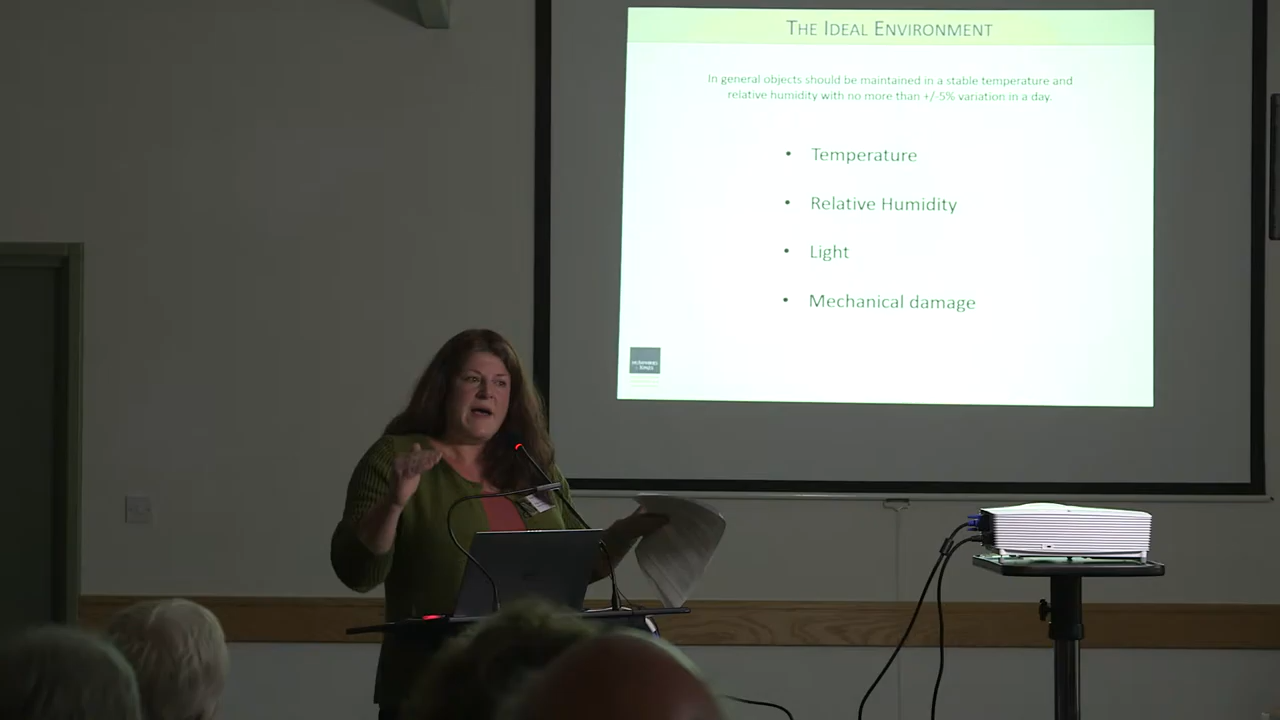 THE IDEAL ENVIRONMENT
In general objects should be maintained in a stable temperature and
relative humidity with no more than +/-5% variation in a day.
• Temperature
• Relative Humidity
• Light
• Mechanical damage